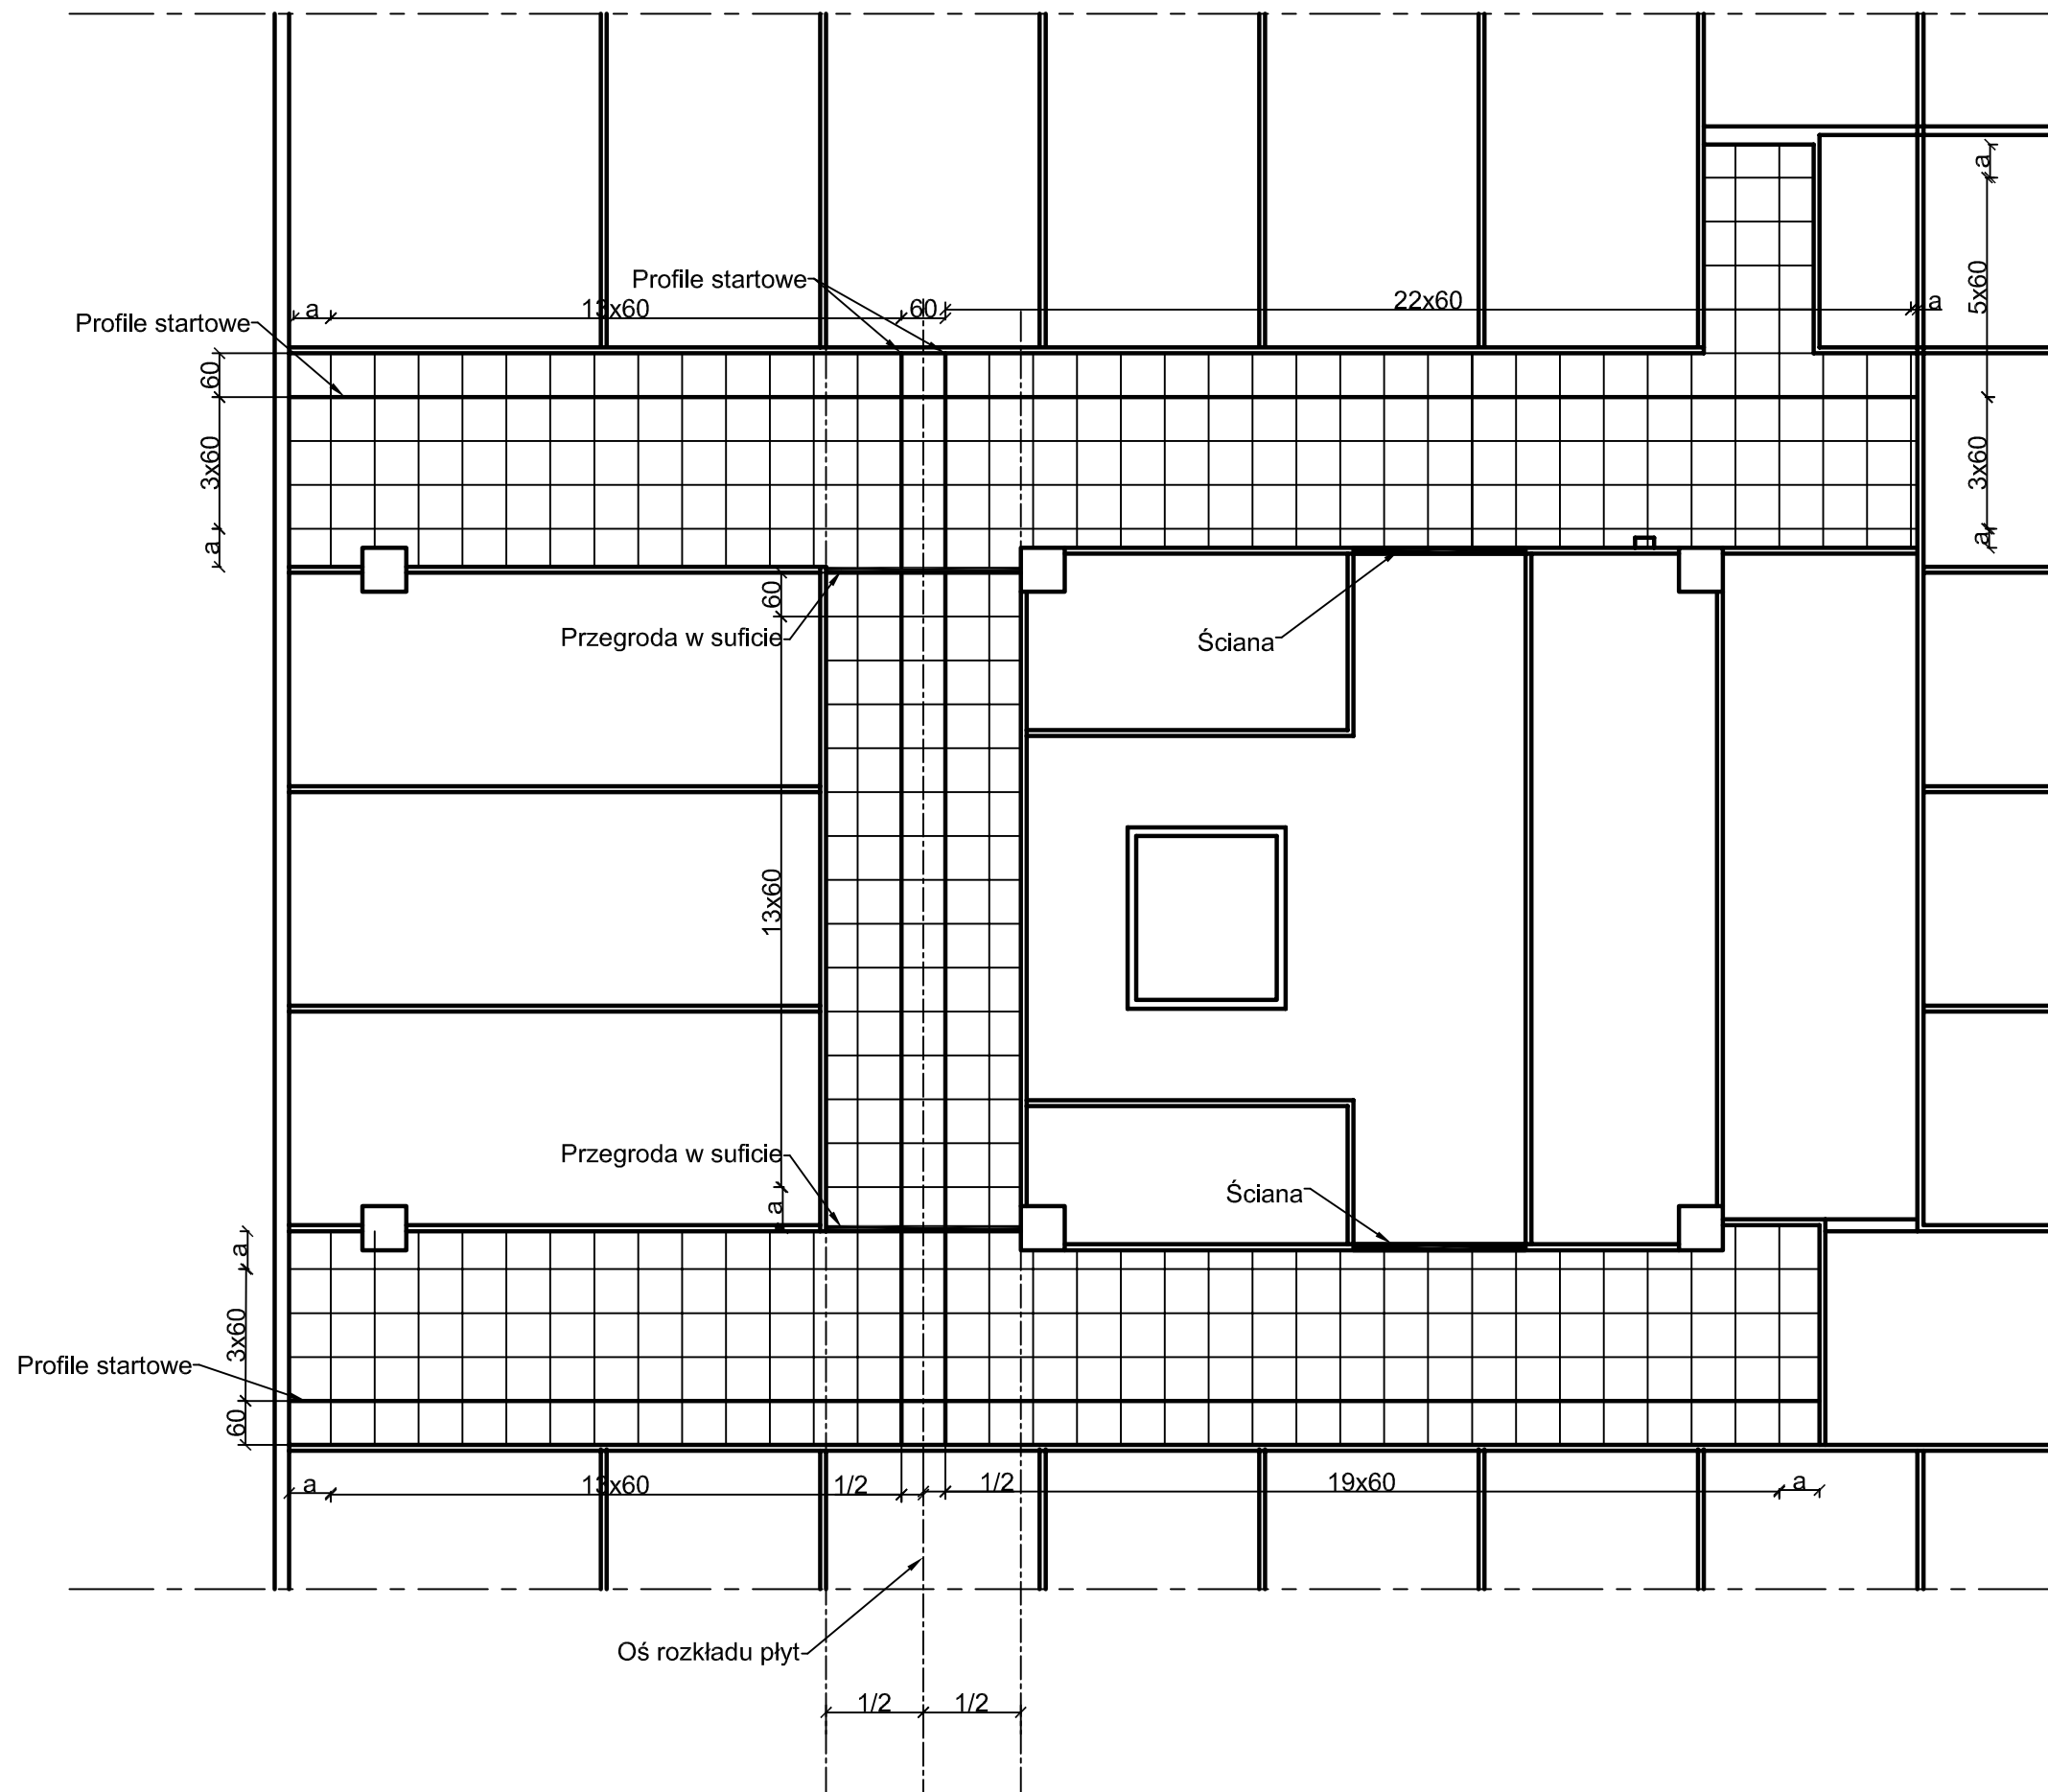 a
5x60
Profile startowe
a
13x60
60
22x60
a
Profile startowe
60
3x60
3x60
a
a
60
Przegroda w suficie
Ściana
13x60
Przegroda w suficie
Ściana
a
a
3x60
Profile startowe
60
a
13x60
1/2
1/2
19x60
a
Oś rozkładu płyt
1/2
1/2